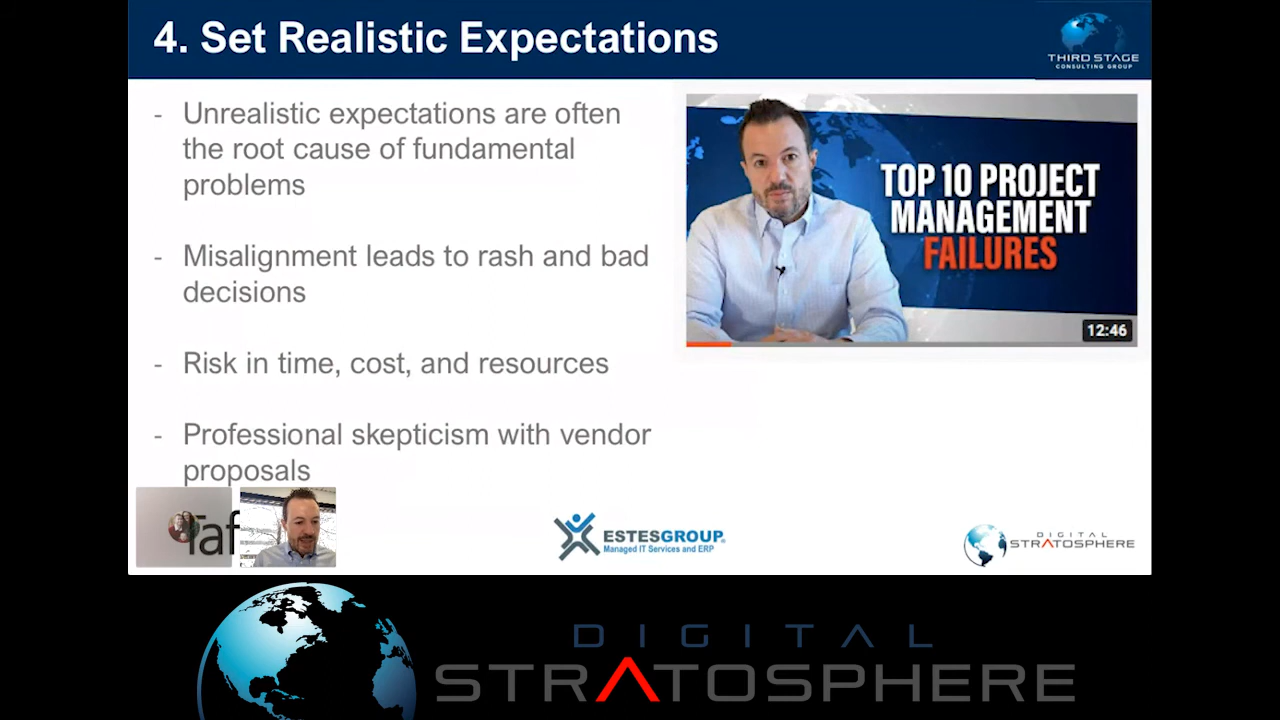 4. Set Realistic Expectations
THIRD STAGE
CONSULTING GROUP
- Unrealistic expectations are often
the root cause of fundamental
problems
- Misalignment leads to rash and bad
decisions
- Risk in time, cost, and resources
- Professional skepticism with vendor
proposals
TOP 10 PROJECT
MANAGEMENT
FAILURES
12:46
Taf
ESTESGROUP
Managed IT Services and ERP
DIGITAL
STRATOSPHERE
DIGITAL
STRATOSPHERE